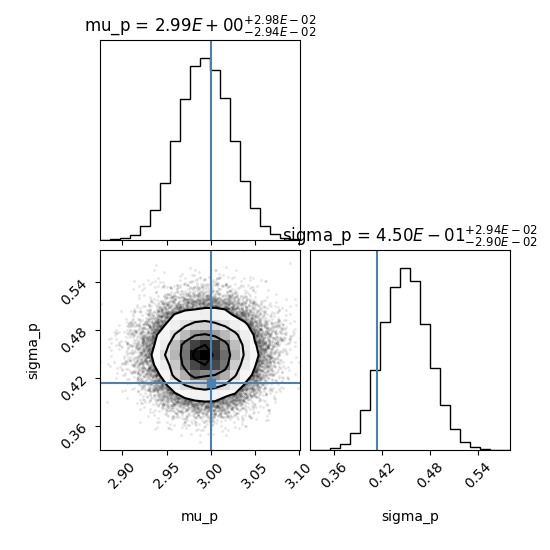 mu_p = 2.99E + 00+2.98E − 02 −2.94E − 02
sigma_p = 4.50E − 01+2.94E − 02 −2.90E − 02
0.54
0.48
0.42
0.36
sigma_p
2.90 2.95 3.00 3.05 3.10 0.36 0.42 0.48 0.54
mu_p sigma_p